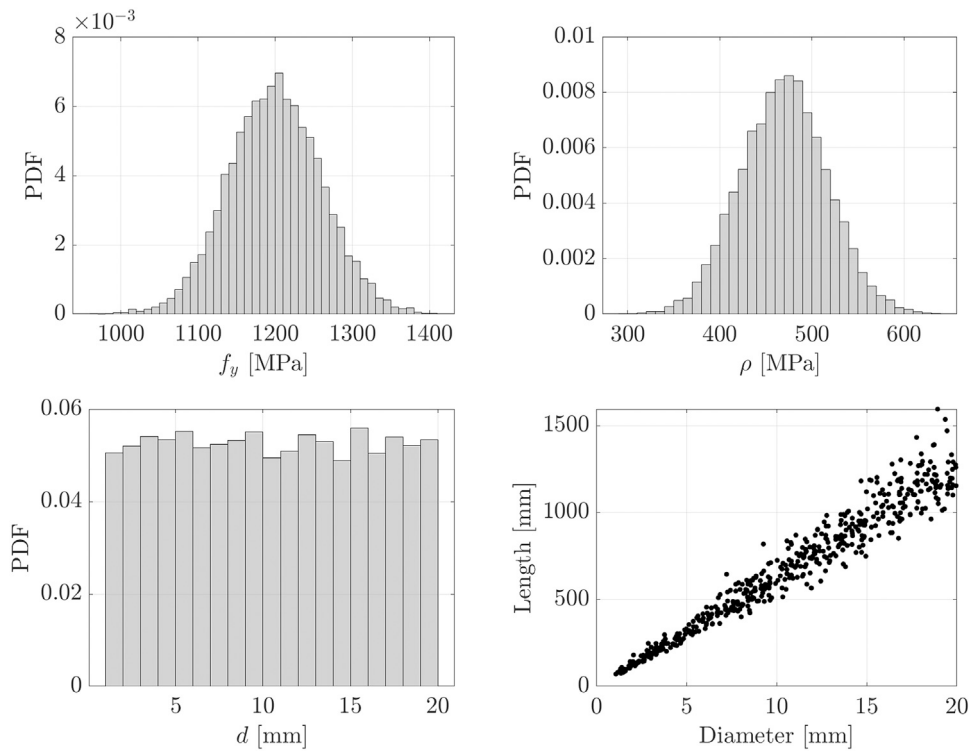 ×10⁻³
8
6
4
2
0
PDF
1000 1100 1200 1300 1400
f_y [MPa]
0.01
0.008
0.006
0.004
0.002
0
PDF
300 400 500 600
ρ [MPa]
0.06
0.04
0.02
0
PDF
5 10 15 20
d [mm]
1500
1000
500
0
Length [mm]
0 5 10 15 20
Diameter [mm]